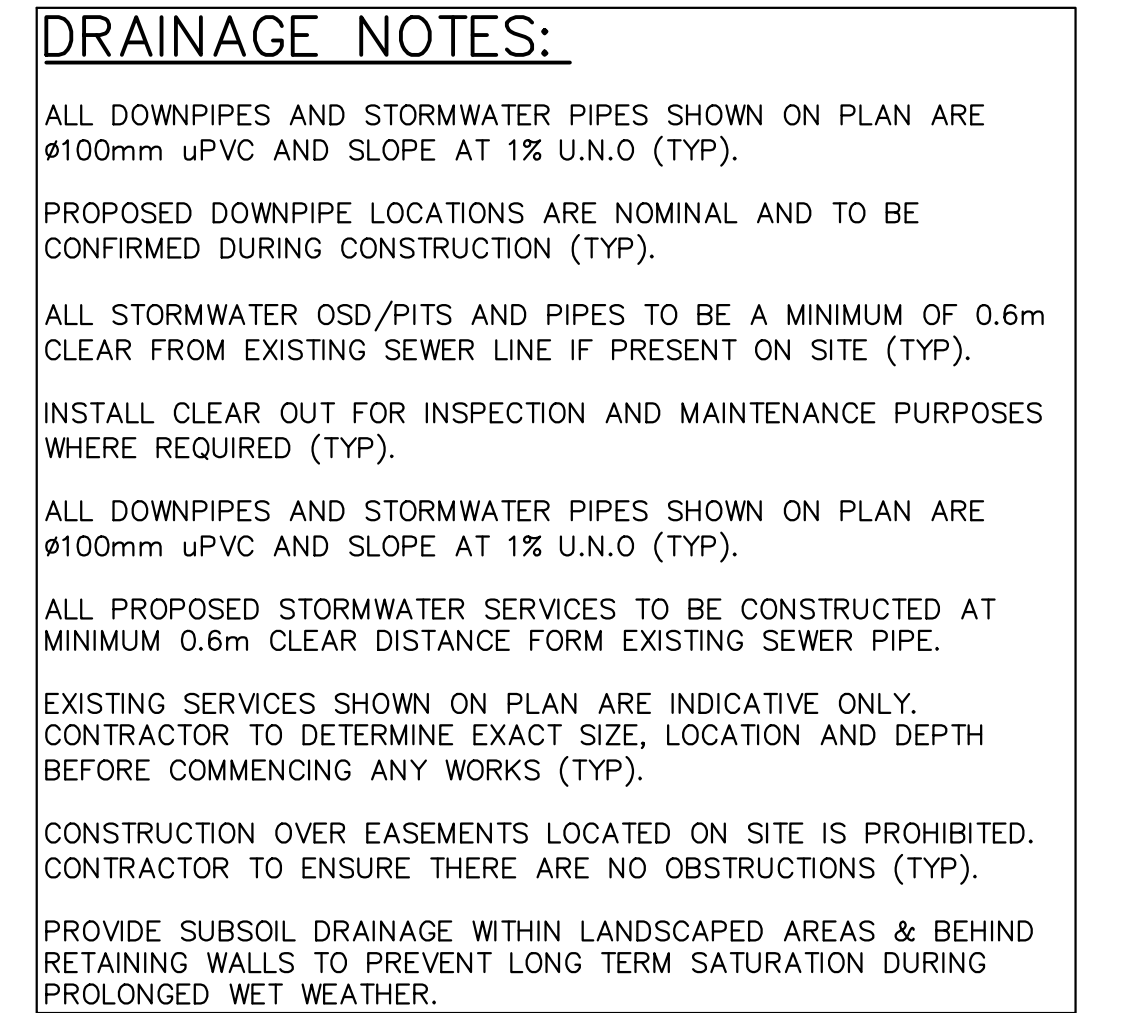 DRAINAGE NOTES:
ALL DOWNPIPES AND STORMWATER PIPES SHOWN ON PLAN ARE
ø100mm uPVC AND SLOPE AT 1% U.N.O (TYP).
PROPOSED DOWNPIPE LOCATIONS ARE NOMINAL AND TO BE
CONFIRMED DURING CONSTRUCTION (TYP).
ALL STORMWATER OSD/PITS AND PIPES TO BE A MINIMUM OF 0.6m
CLEAR FROM EXISTING SEWER LINE IF PRESENT ON SITE (TYP).
INSTALL CLEAR OUT FOR INSPECTION AND MAINTENANCE PURPOSES
WHERE REQUIRED (TYP).
ALL DOWNPIPES AND STORMWATER PIPES SHOWN ON PLAN ARE
ø100mm uPVC AND SLOPE AT 1% U.N.O (TYP).
ALL PROPOSED STORMWATER SERVICES TO BE CONSTRUCTED AT
MINIMUM 0.6m CLEAR DISTANCE FORM EXISTING SEWER PIPE.
EXISTING SERVICES SHOWN ON PLAN ARE INDICATIVE ONLY.
CONTRACTOR TO DETERMINE EXACT SIZE, LOCATION AND DEPTH
BEFORE COMMENCING ANY WORKS (TYP).
CONSTRUCTION OVER EASEMENTS LOCATED ON SITE IS PROHIBITED.
CONTRACTOR TO ENSURE THERE ARE NO OBSTRUCTIONS (TYP).
PROVIDE SUBSOIL DRAINAGE WITHIN LANDSCAPED AREAS & BEHIND
RETAINING WALLS TO PREVENT LONG TERM SATURATION DURING
PROLONGED WET WEATHER.